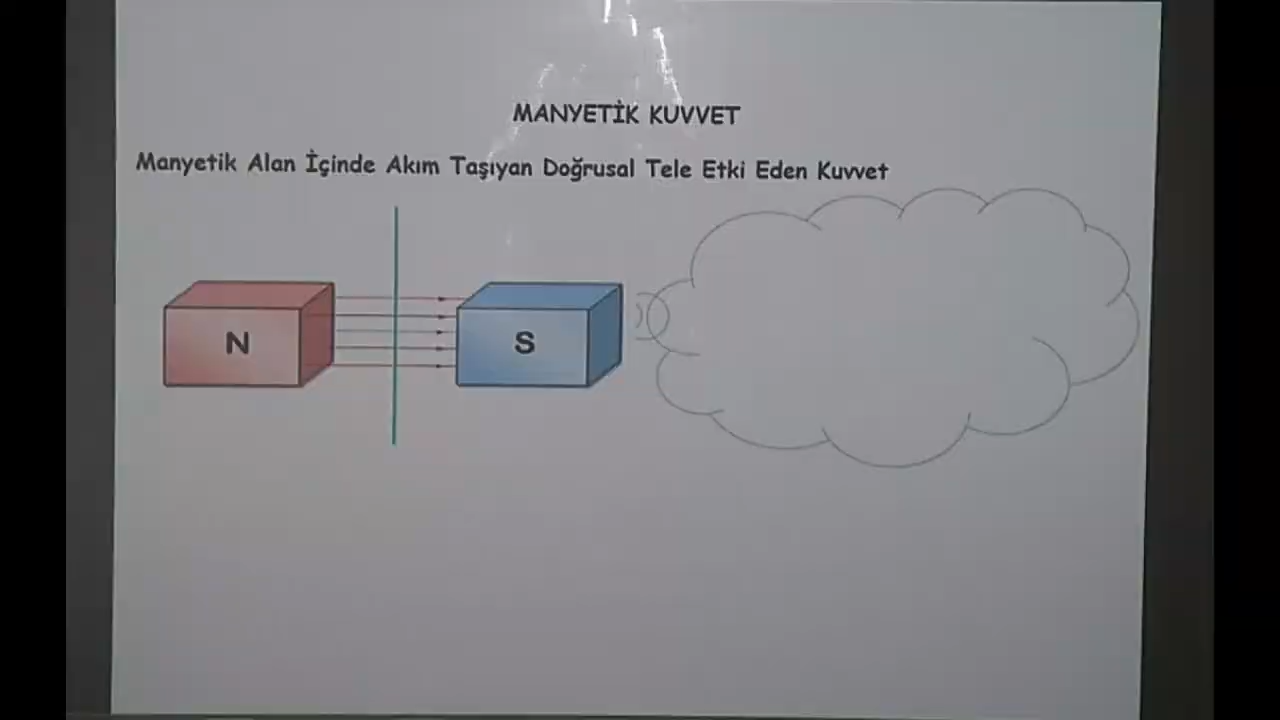 MANYETİK KUVVET
Manyetik Alan İçinde Akım Taşıyan Doğrusal Tele Etki Eden Kuvvet
N
S